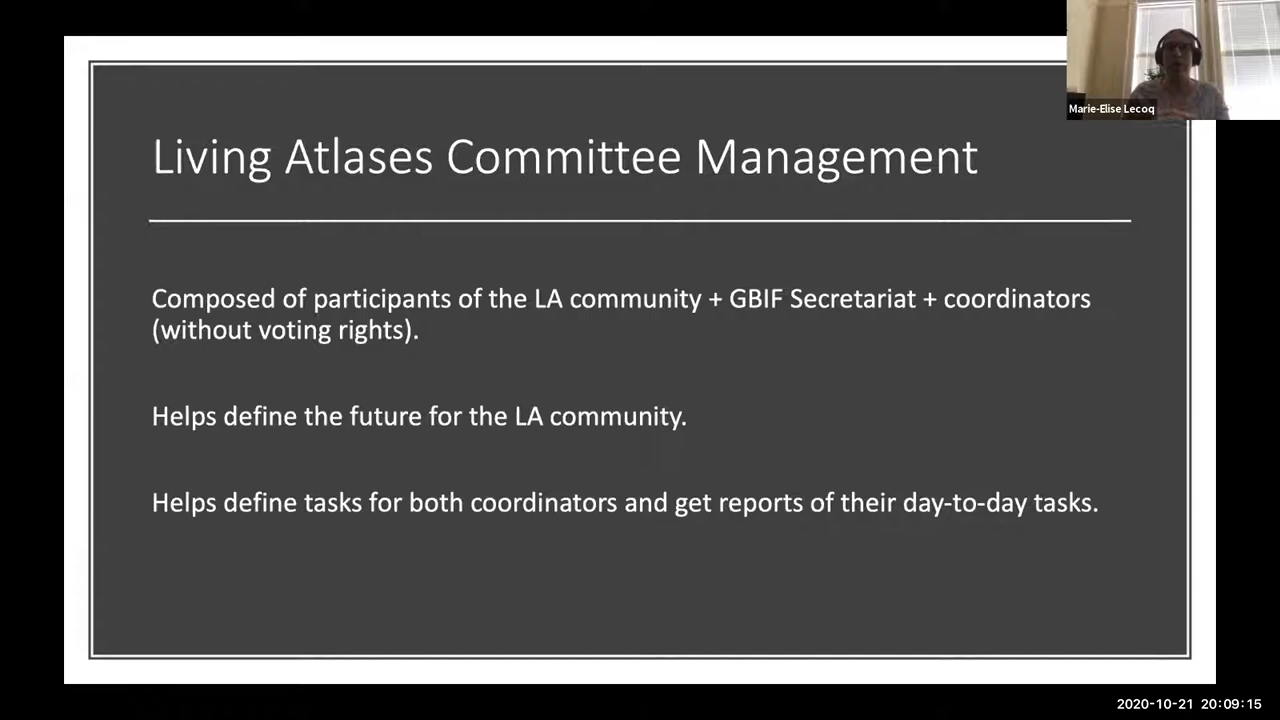 Marie-Elise Lecoq
Living Atlases Committee Management
Composed of participants of the LA community + GBIF Secretariat + coordinators
(without voting rights).
Helps define the future for the LA community.
Helps define tasks for both coordinators and get reports of their day-to-day tasks.
2020-10-21 20:09:15